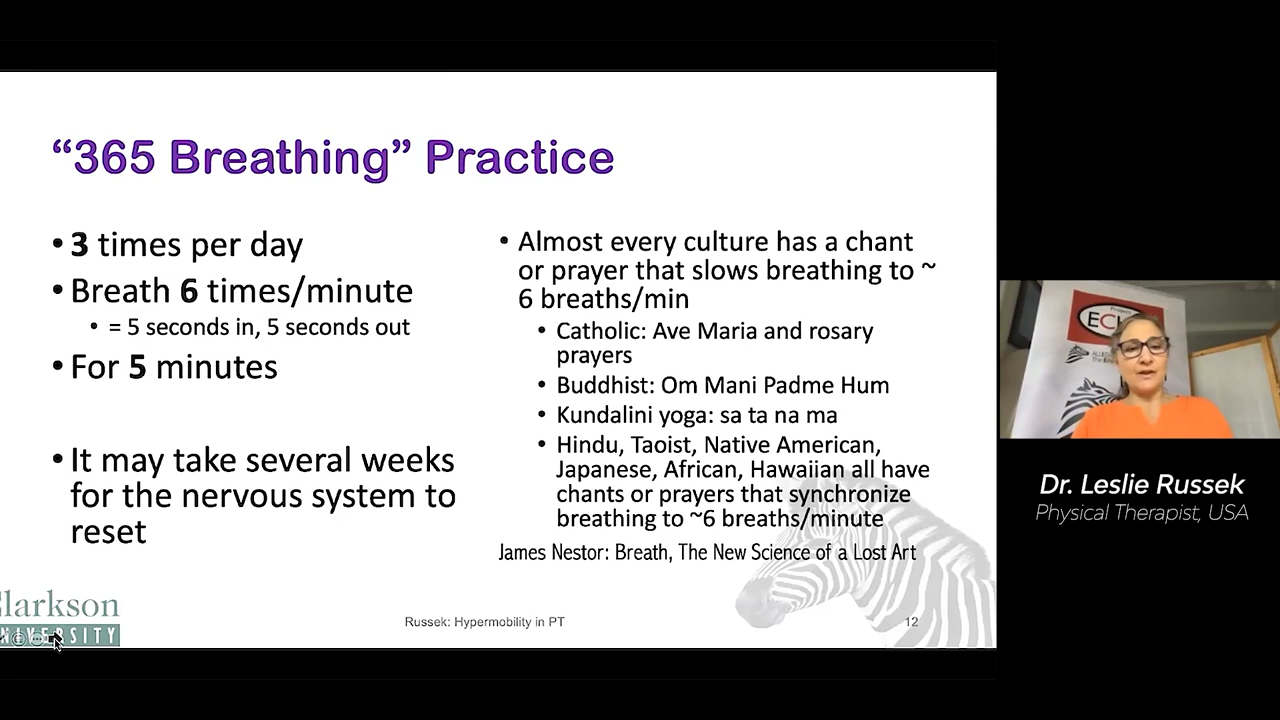 “365 Breathing” Practice
• 3 times per day
• Breath 6 times/minute
• = 5 seconds in, 5 seconds out
• For 5 minutes
• It may take several weeks
for the nervous system to
reset
• Almost every culture has a chant
or prayer that slows breathing to ~
6 breaths/min
• Catholic: Ave Maria and rosary
prayers
• Buddhist: Om Mani Padme Hum
• Kundalini yoga: sa ta na ma
• Hindu, Taoist, Native American,
Japanese, African, Hawaiian all have
chants or prayers that synchronize
breathing to ~6 breaths/minute
James Nestor: Breath, The New Science of a Lost Art
larkson
Russek: Hypermobility in PT
12
Dr. Leslie Russek
Physical Therapist, USA